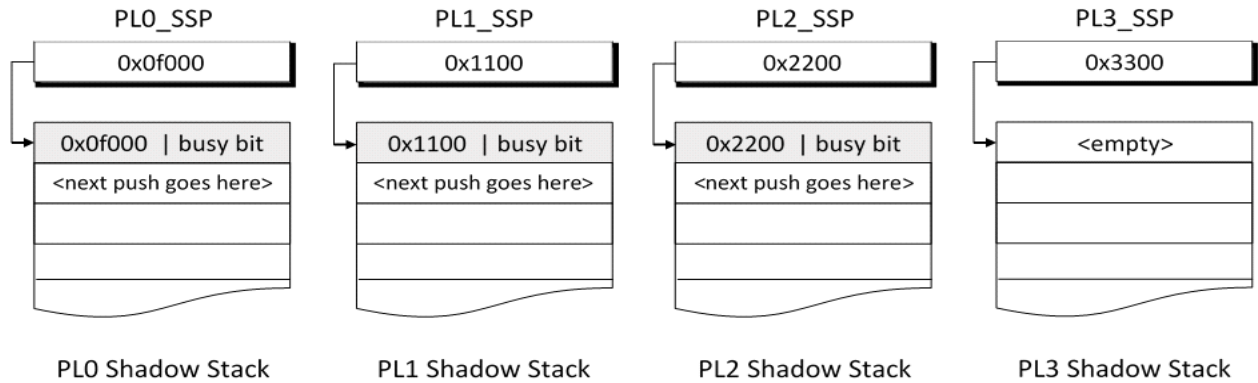 PL0_SSP PL1_SSP PL2_SSP PL3_SSP
0x0f000 0x1100 0x2200 0x3300
0x0f000 | busy bit 0x1100 | busy bit 0x2200 | busy bit <empty>
<next push goes here> <next push goes here> <next push goes here>
PL0 Shadow Stack PL1 Shadow Stack PL2 Shadow Stack PL3 Shadow Stack